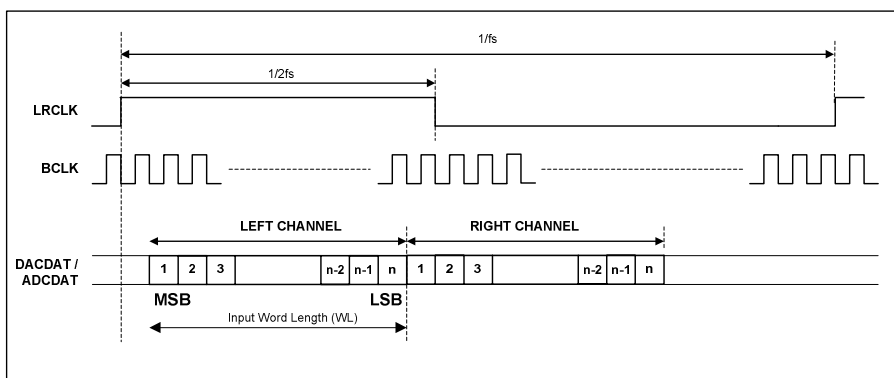 1/fs
1/2fs
LRCLK
BCLK
LEFT CHANNEL RIGHT CHANNEL
DACDAT /
ADCDAT
1 2 3 n-2 n-1 n 1 2 3 n-2 n-1 n
MSB LSB
Input Word Length (WL)